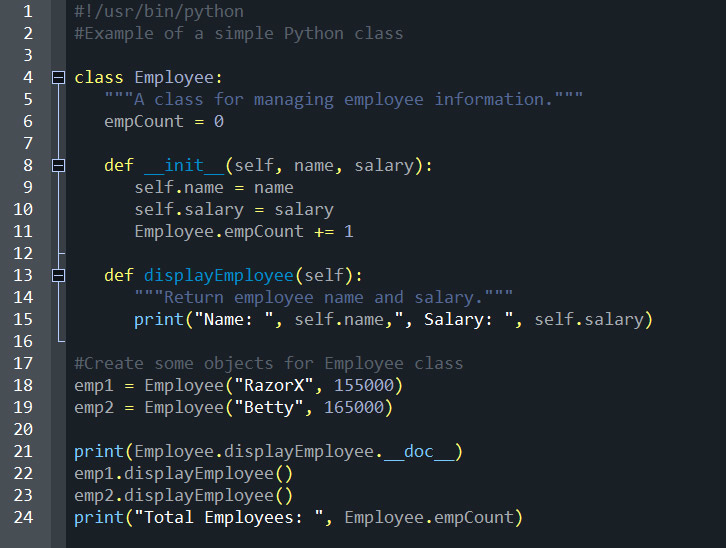 1 #!/usr/bin/python
2 #Example of a simple Python class
3
4 class Employee:
5    """A class for managing employee information."""
6    empCount = 0
7
8    def __init__(self, name, salary):
9       self.name = name
10       self.salary = salary
11       Employee.empCount += 1
12
13    def displayEmployee(self):
14       """Return employee name and salary."""
15       print("Name: ", self.name,", Salary: ", self.salary)
16
17 #Create some objects for Employee class
18 emp1 = Employee("RazorX", 155000)
19 emp2 = Employee("Betty", 165000)
20
21 print(Employee.displayEmployee.__doc__)
22 emp1.displayEmployee()
23 emp2.displayEmployee()
24 print("Total Employees: ", Employee.empCount)